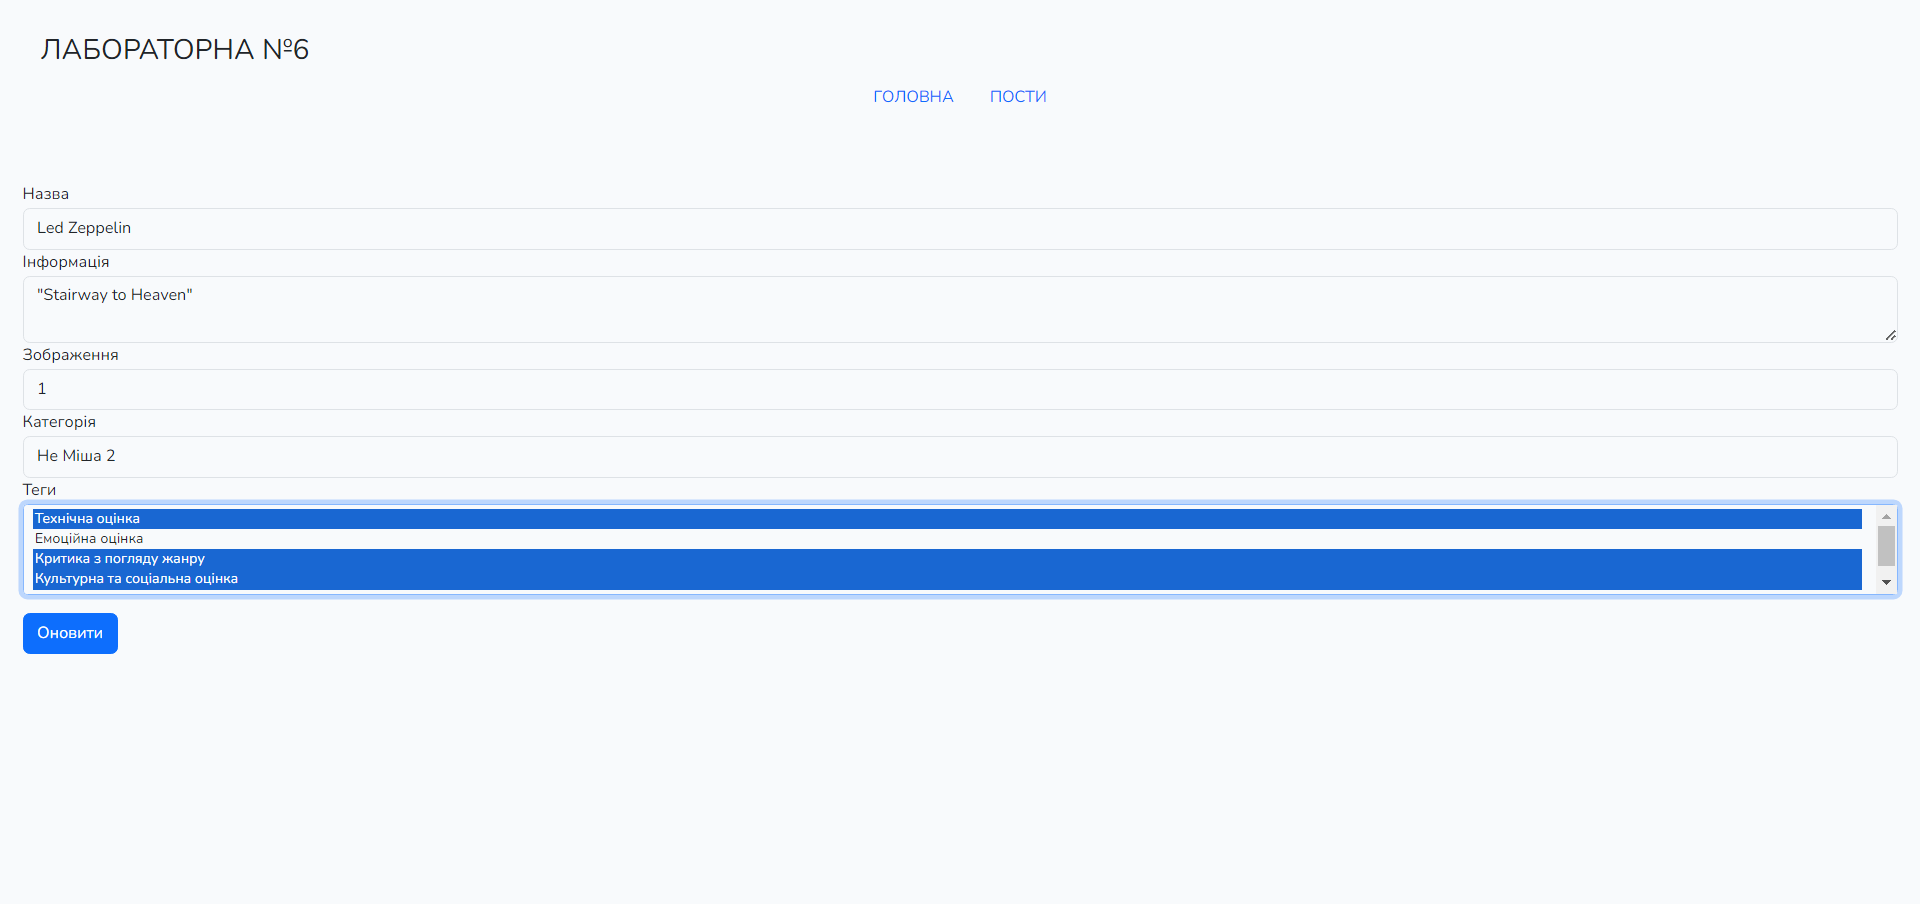 ЛАБОРАТОРНА №6
ГОЛОВНА ПОСТИ
Назва
Led Zeppelin
Інформація
"Stairway to Heaven"
Зображення
1
Категорія
Не Міша 2
Теги
Технічна оцінка
Емоційна оцінка
Критика з погляду жанру
Культурна та соціальна оцінка
Оновити